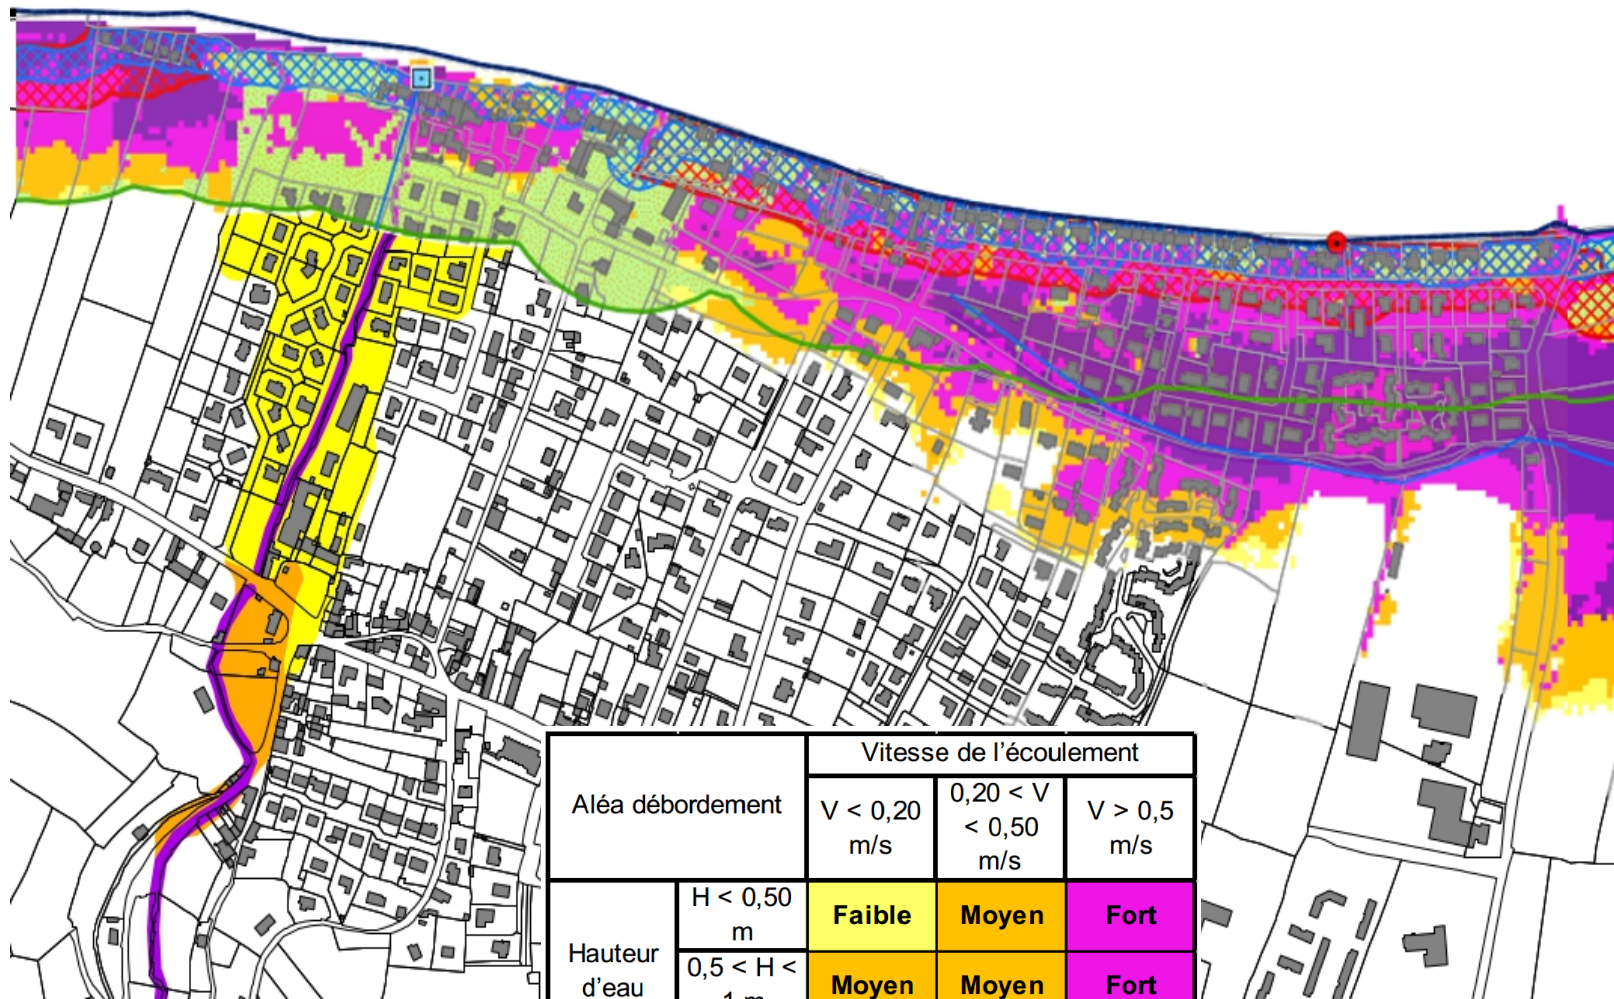 Vitesse de l’écoulement
Aléa débordement
V < 0,20
m/s
0,20 < V
< 0,50
m/s
V > 0,5
m/s
Hauteur
d’eau
H < 0,50
m
Faible
Moyen
Fort
0,5 < H <
1 m
Moyen
Moyen
Fort